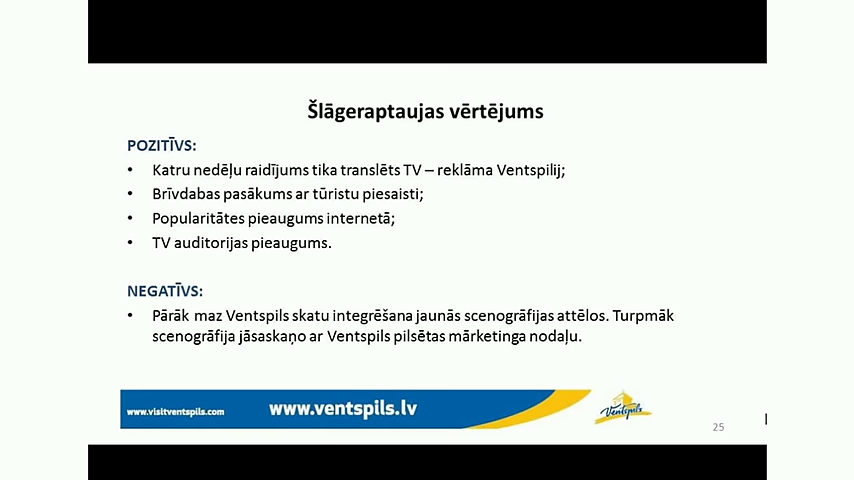 Šlāgeraptaujas vērtējums
POZITĪVS:
• Katru nedēļu raidījums tika translēts TV – reklāma Ventspilij;
• Brīvdabas pasākums ar tūristu piesaisti;
• Popularitātes pieaugums internetā;
• TV auditorijas pieaugums.
NEGATĪVS:
• Pārāk maz Ventspils skatu integrēšana jaunās scenogrāfijas attēlos. Turpmāk
scenogrāfija jāsaskaņo ar Ventspils pilsētas mārketinga nodaļu.
www.visitventspils.com
www.ventspils.lv
Ventspils
25